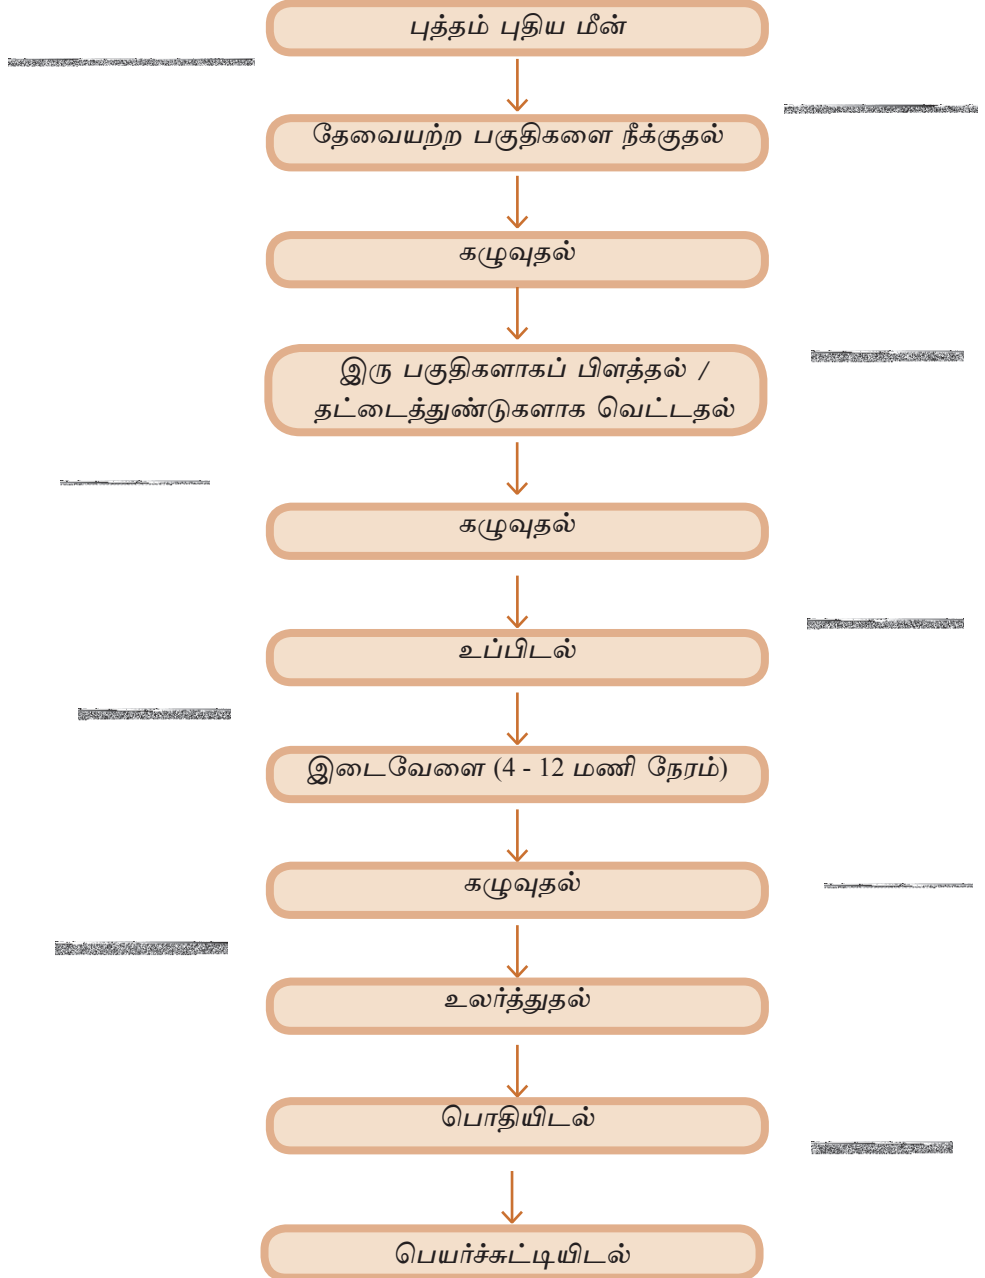 புத்தம் புதிய மீன்
தேவையற்ற பகுதிகளை நீக்குதல்
கழுவுதல்
இரு பகுதிகளாகப் பிளத்தல் /
தட்டைத்துண்டுகளாக வெட்டதல்
கழுவுதல்
உப்பிடல்
இடைவேளை (4 - 12 மணி நேரம்)
கழுவுதல்
உலர்த்துதல்
பொதியிடல்
பெயர்ச்சுட்டியிடல்